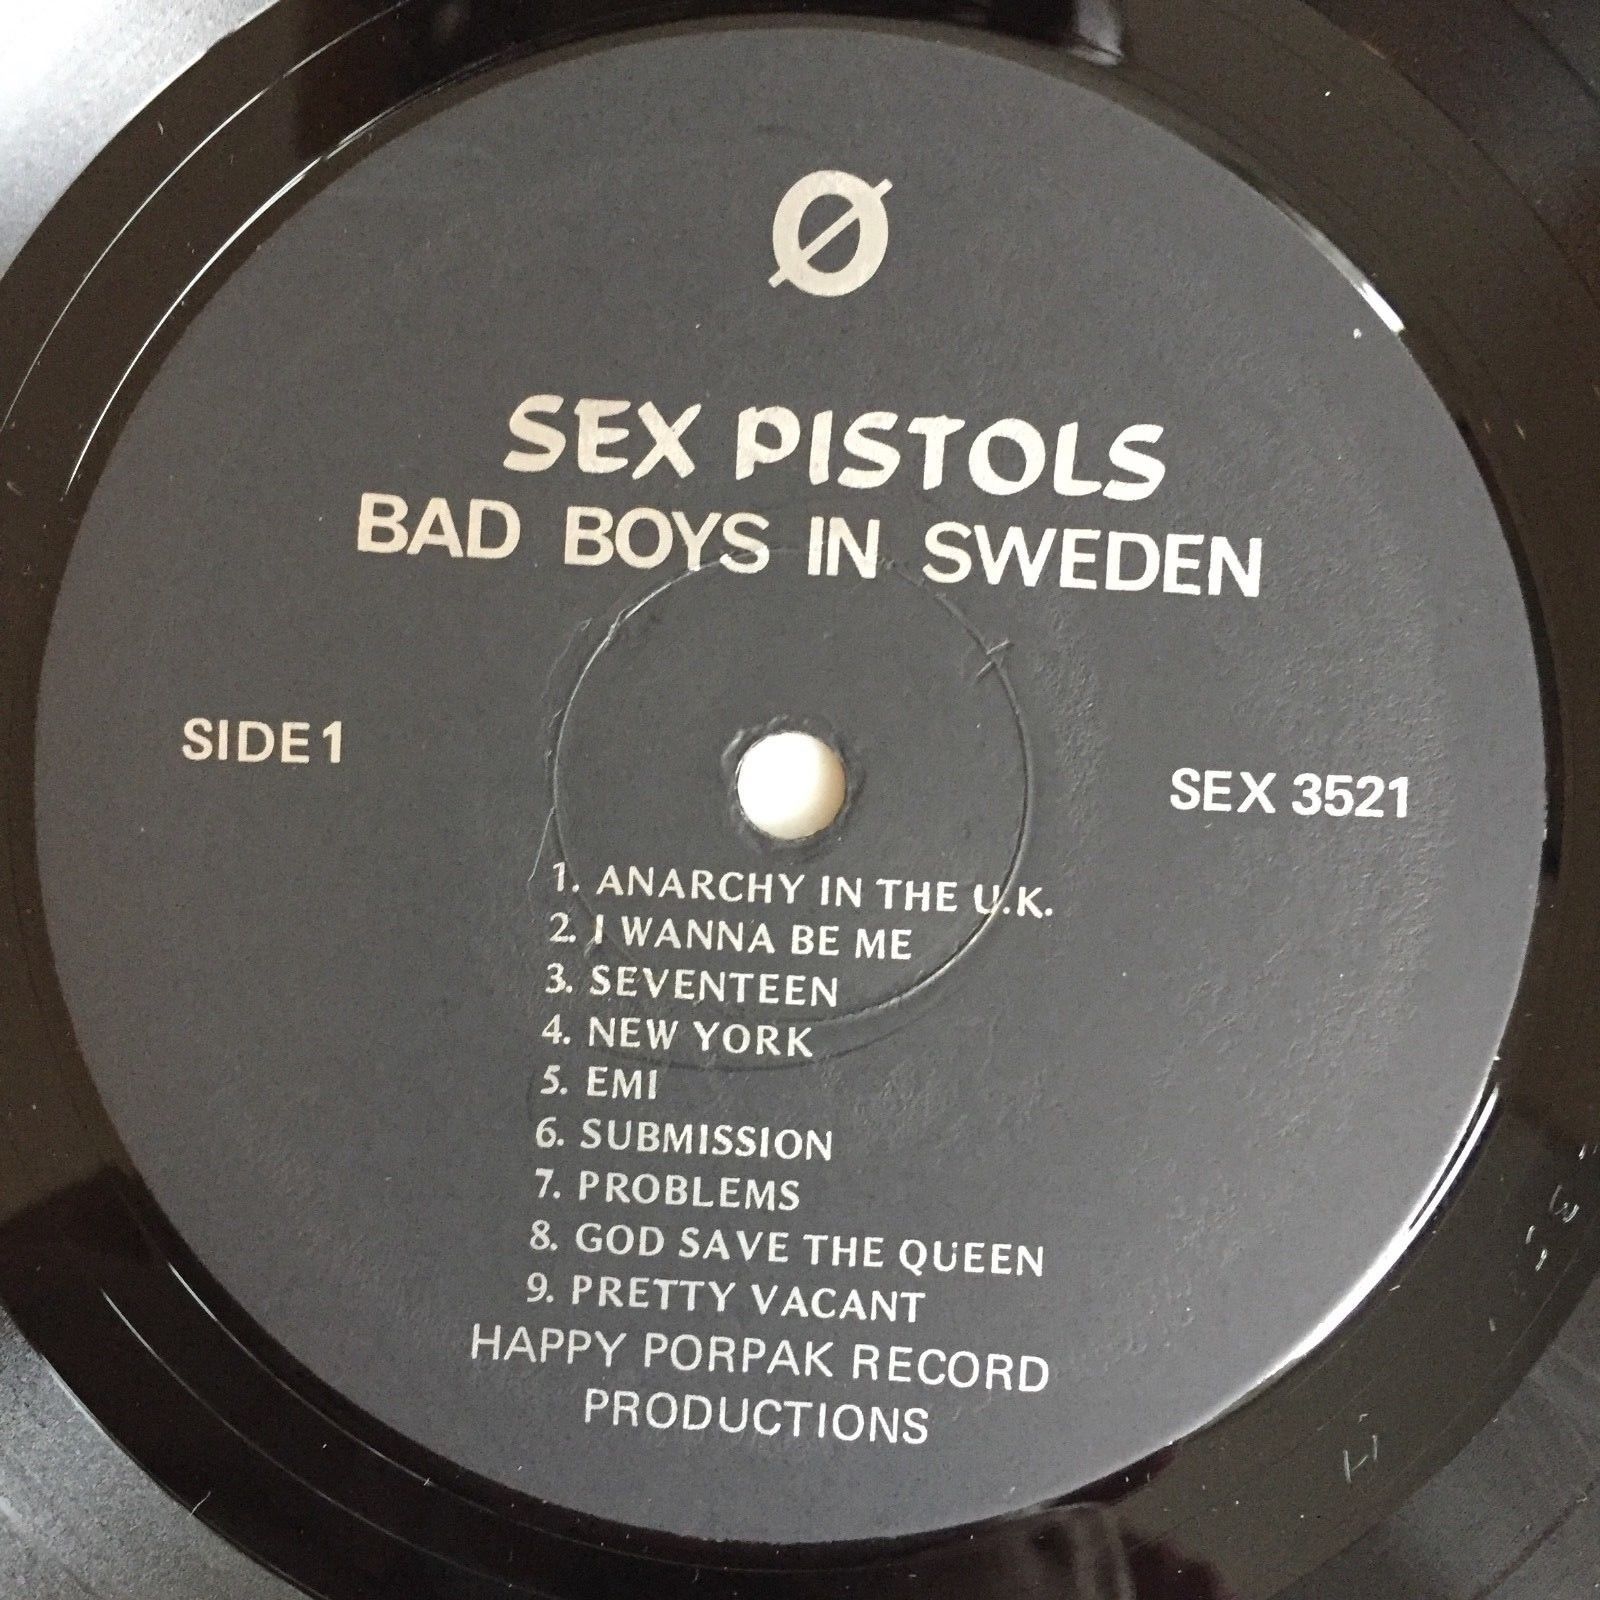 Ø
SEX PISTOLS
BAD BOYS IN SWEDEN
SIDE 1
SEX 3521
1. ANARCHY IN THE U.K.
2. I WANNA BE ME
3. SEVENTEEN
4. NEW YORK
5. EMI
6. SUBMISSION
7. PROBLEMS
8. GOD SAVE THE QUEEN
9. PRETTY VACANT
HAPPY PORPAK RECORD
PRODUCTIONS